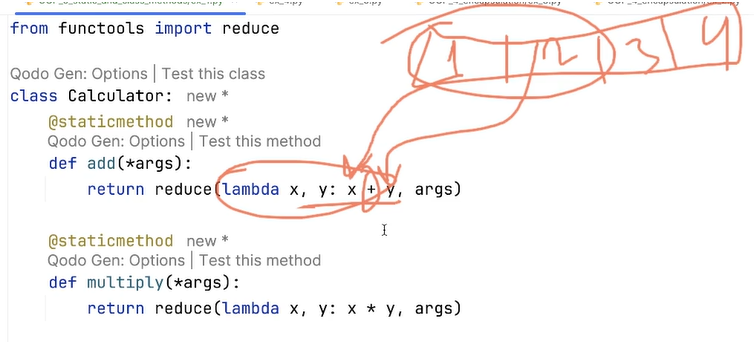 from functools import reduce
1 2 3 4
Qodo Gen: Options | Test this class
class Calculator: new *
@staticmethod new *
Qodo Gen: Options | Test this method
def add(*args):
return reduce(lambda x, y: x + y, args)
@staticmethod new *
Qodo Gen: Options | Test this method
def multiply(*args):
return reduce(lambda x, y: x * y, args)